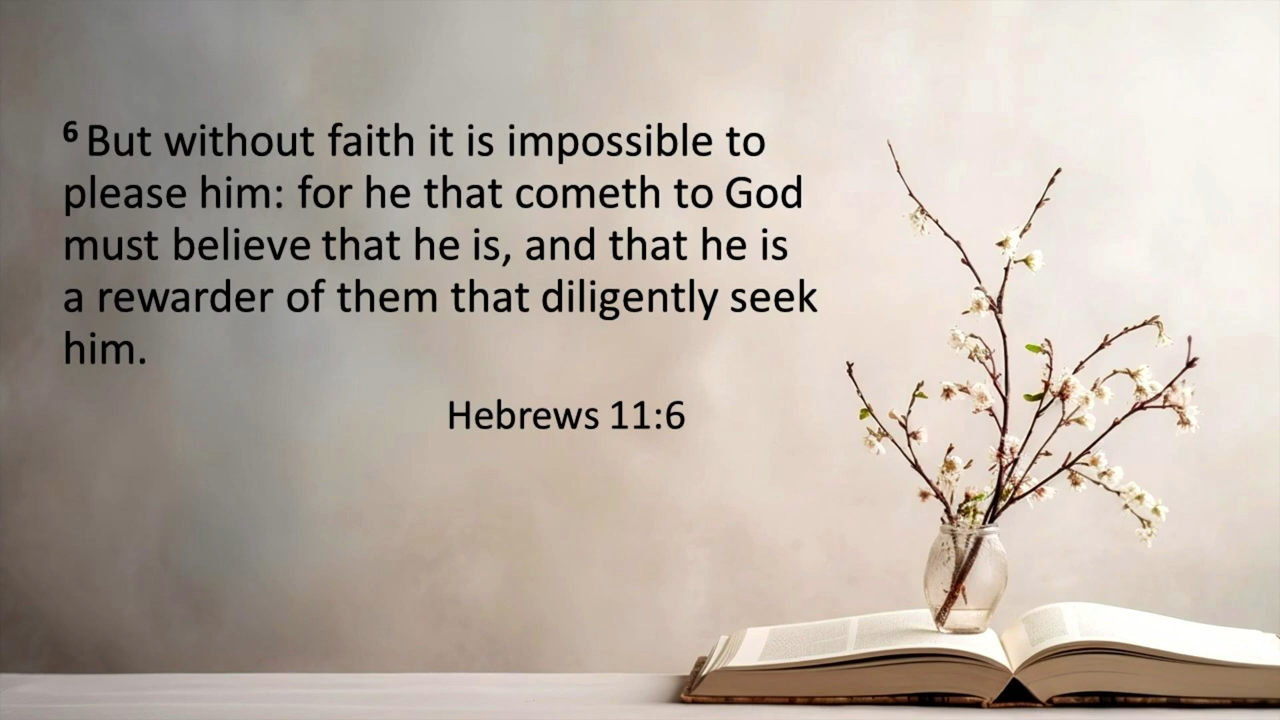 6 But without faith it is impossible to
please him: for he that cometh to God
must believe that he is, and that he is
a rewarder of them that diligently seek
him.
Hebrews 11:6